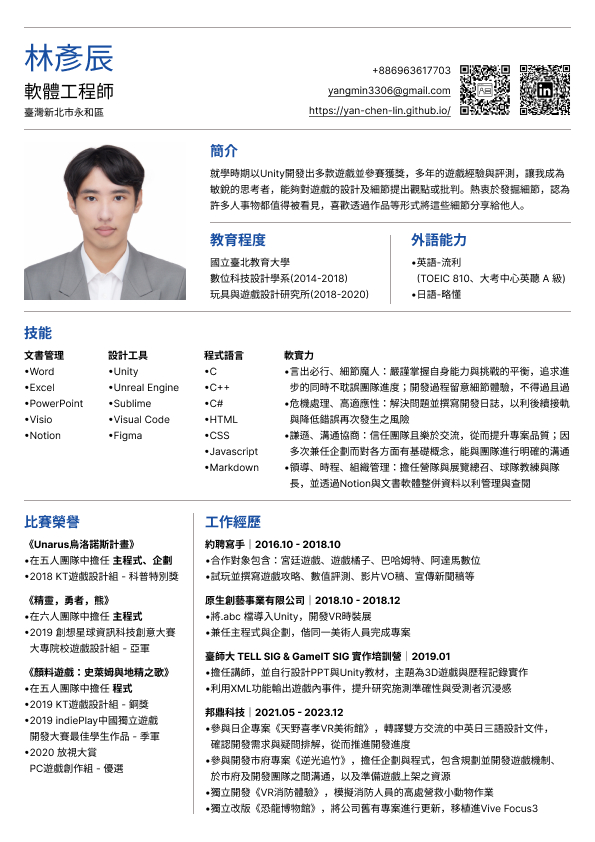 林彥辰
軟體工程師
臺灣新北市永和區
+886963617703
yangmin3306@gmail.com
https://yan-chen-lin.github.io/
簡介
就學時期以Unity開發出多款遊戲並參賽獲獎，多年的遊戲經驗與評測，讓我成為
敏銳的思考者，能夠對遊戲的設計及細節提出觀點或批判。熱衷於發掘細節，認為
許多人事物都值得被看見，喜歡透過作品等形式將這些細節分享給他人。
教育程度
國立臺北教育大學
數位科技設計學系(2014-2018)
玩具與遊戲設計研究所(2018-2020)
外語能力
•英語-流利
(TOEIC 810、大考中心英聽 A 級)
•日語-略懂
技能
文書管理
•Word
•Excel
•PowerPoint
•Visio
•Notion
設計工具
•Unity
•Unreal Engine
•Sublime
•Visual Code
•Figma
程式語言
•C
•C++
•C#
•HTML
•CSS
•Javascript
•Markdown
軟實力
•言出必行、細節魔人：嚴謹掌握自身能力與挑戰的平衡，追求進
步的同時不耽誤團隊進度；開發過程留意細節體驗，不得過且過
•危機處理、高適應性：解決問題並撰寫開發日誌，以利後續接軌
與降低錯誤再次發生之風險
•謙遜、溝通協商：信任團隊且樂於交流，從而提升專案品質；因
多次兼任企劃而對各方面有基礎概念，能與團隊進行明確的溝通
•領導、時程、組織管理：擔任營隊與展覽總召、球隊教練與隊
長，並透過Notion與文書軟體整併資料以利管理與查閱
比賽榮譽
《Unarus烏洛諾斯計畫》
•在五人團隊中擔任 主程式、企劃
•2018 KT遊戲設計組 - 科普特別獎
《精靈，勇者，熊》
•在六人團隊中擔任 主程式
•2019 創想星球資訊科技創意大賽
大專院校遊戲設計組 - 亞軍
《顏料遊戲：史萊姆與地精之歌》
•在五人團隊中擔任 程式
•2019 KT遊戲設計組 - 銅獎
•2019 indiePlay中國獨立遊戲
開發大賽最佳學生作品 - 季軍
•2020 放視大賞
PC遊戲創作組 - 優選
工作經歷
約聘寫手｜2016.10 - 2018.10
•合作對象包含：宮廷遊戲、遊戲橘子、巴哈姆特、阿達馬數位
•試玩並撰寫遊戲攻略、數值評測、影片VO稿、宣傳新聞稿等
原生創藝事業有限公司｜2018.10 - 2018.12
•將.abc 檔導入Unity，開發VR時裝展
•兼任主程式與企劃，偕同一美術人員完成專案
臺師大 TELL SIG & GameIT SIG 實作培訓營｜2019.01
•擔任講師，並自行設計PPT與Unity教材，主題為3D遊戲與歷程記錄實作
•利用XML功能輸出遊戲內事件，提升研究施測準確性與受測者沉浸感
邦鼎科技｜2021.05 - 2023.12
•參與日企專案《天野喜孝VR美術館》，轉譯雙方交流的中英日三語設計文件，
確認開發需求與疑問排解，從而推進開發進度
•參與開發市府專案《逆光追竹》，擔任企劃與程式，包含規劃並開發遊戲機制、
於市府及開發團隊之間溝通，以及準備遊戲上架之資源
•獨立開發《VR消防體驗》，模擬消防人員的高處營救小動物作業
•獨立改版《恐龍博物館》，將公司舊有專案進行更新，移植進Vive Focus3